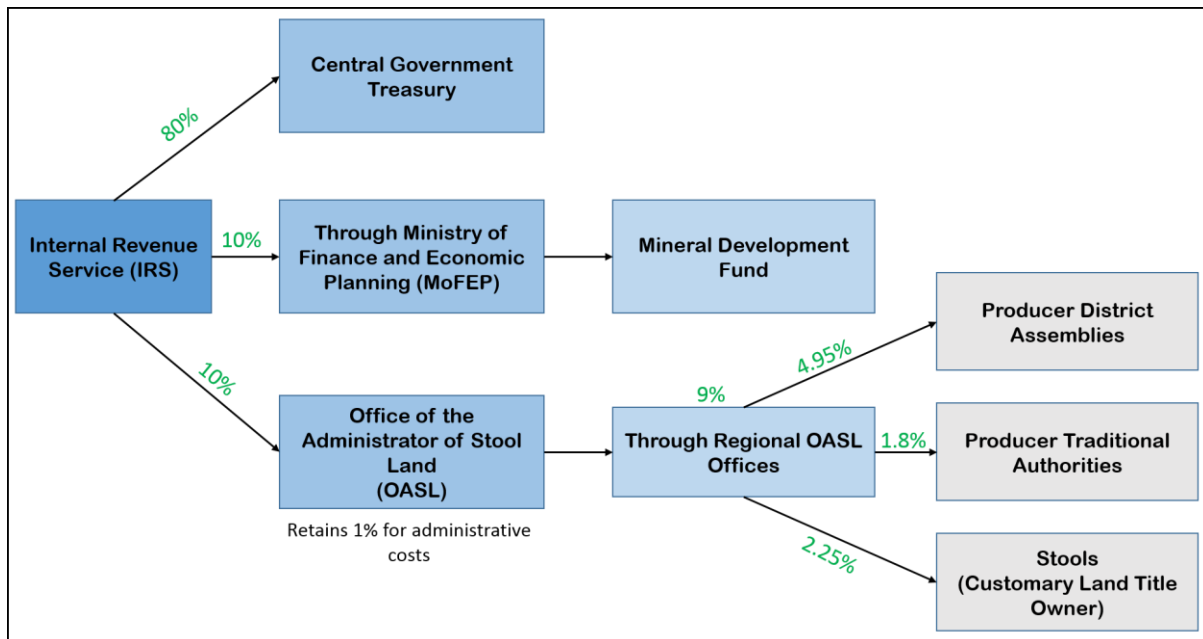 Central Government
Treasury
80%
Internal Revenue
Service (IRS)
10%
Through Ministry of
Finance and Economic
Planning (MoFEP)
Mineral Development
Fund
10%
Office of the
Administrator of Stool
Land
(OASL)
Retains 1% for administrative
costs
9%
Through Regional OASL
Offices
4.95%
Producer District
Assemblies
1.8%
Producer Traditional
Authorities
2.25%
Stools
(Customary Land Title
Owner)